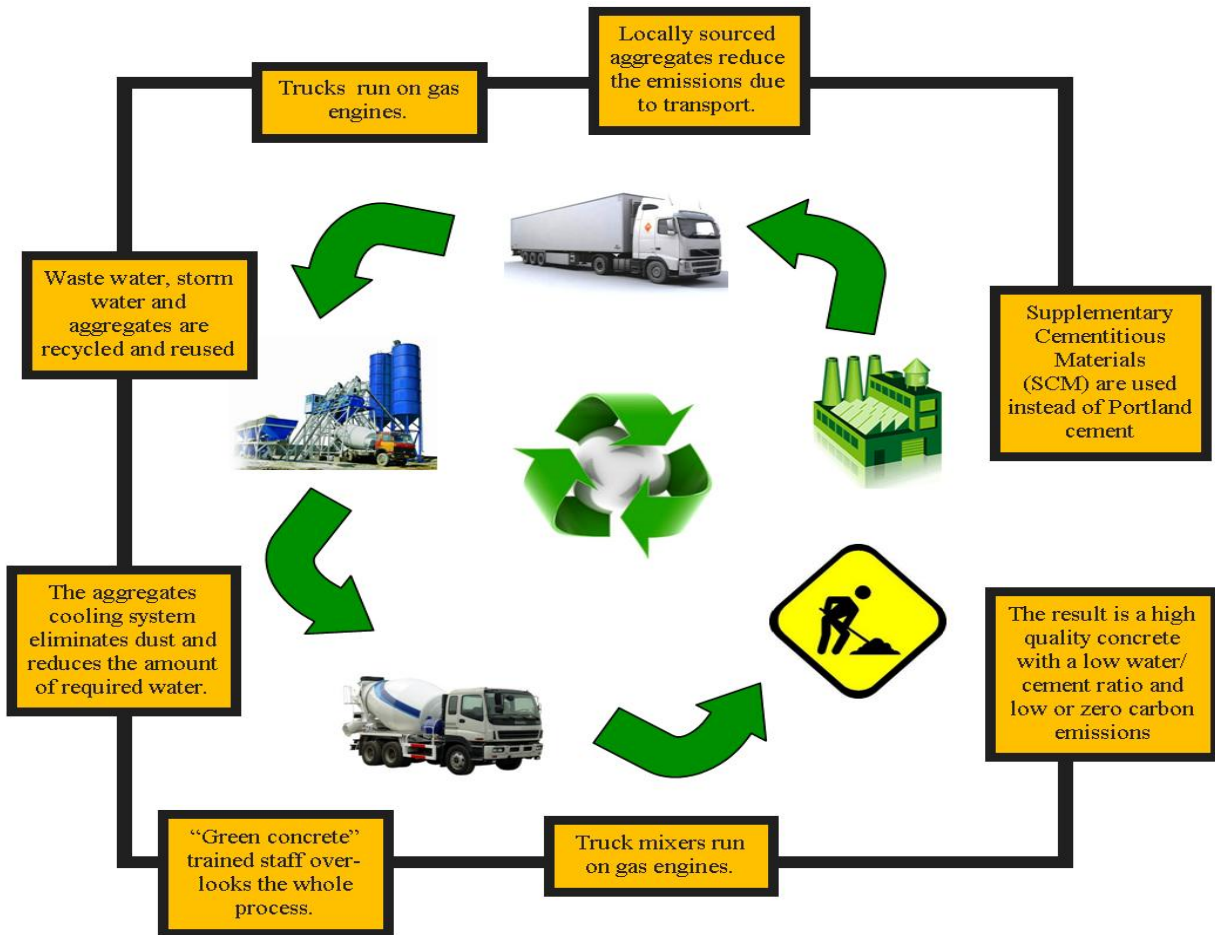 Locally sourced
aggregates reduce
the emissions due
to transport.
Trucks run on gas
engines.
Waste water, storm
water and
aggregates are
recycled and reused
Supplementary
Cementitious
Materials
(SCM) are used
instead of Portland
cement
The aggregates
cooling system
eliminates dust and
reduces the amount
of required water.
The result is a high
quality concrete
with a low water/
cement ratio and
low or zero carbon
emissions
“Green concrete”
trained staff over-
looks the whole
process.
Truck mixers run
on gas engines.